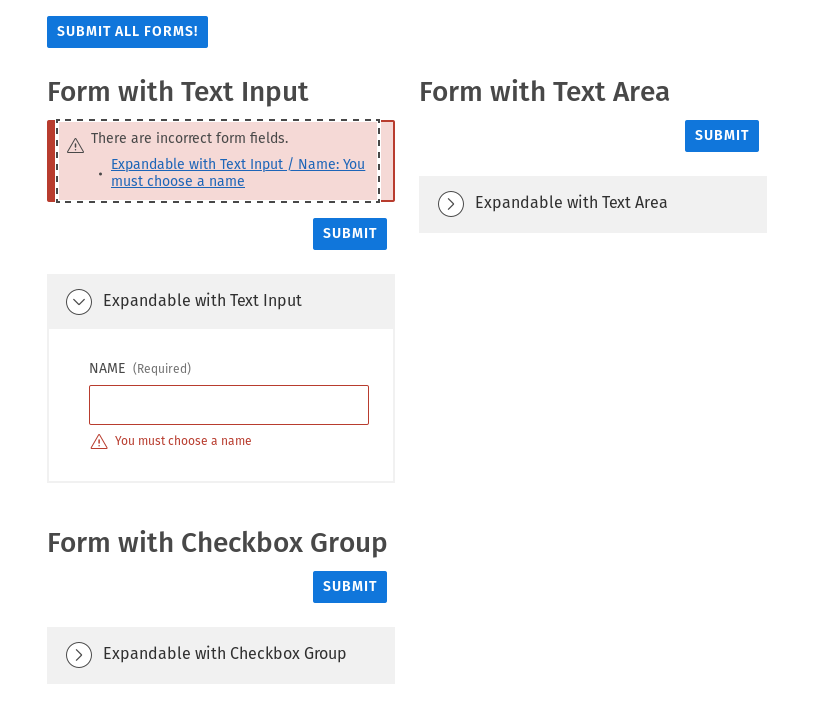 SUBMIT ALL FORMS!
Form with Text Input
There are incorrect form fields.
Expandable with Text Input / Name: You
must choose a name
SUBMIT
Expandable with Text Input
NAME (Required)
You must choose a name
Form with Text Area
SUBMIT
Expandable with Text Area
Form with Checkbox Group
SUBMIT
Expandable with Checkbox Group